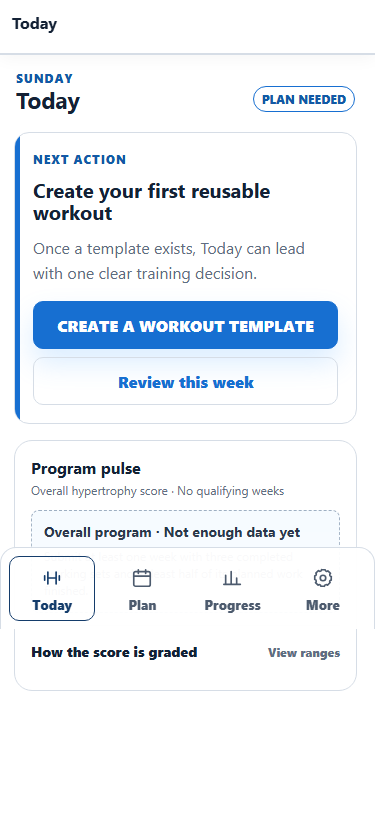 Today
SUNDAY
Today
PLAN NEEDED
NEXT ACTION
Create your first reusable
workout
Once a template exists, Today can lead
with one clear training decision.
CREATE A WORKOUT TEMPLATE
Review this week
Program pulse
Overall hypertrophy score · No qualifying weeks
Overall program · Not enough data yet
Today
Plan
Progress
More
How the score is graded
View ranges